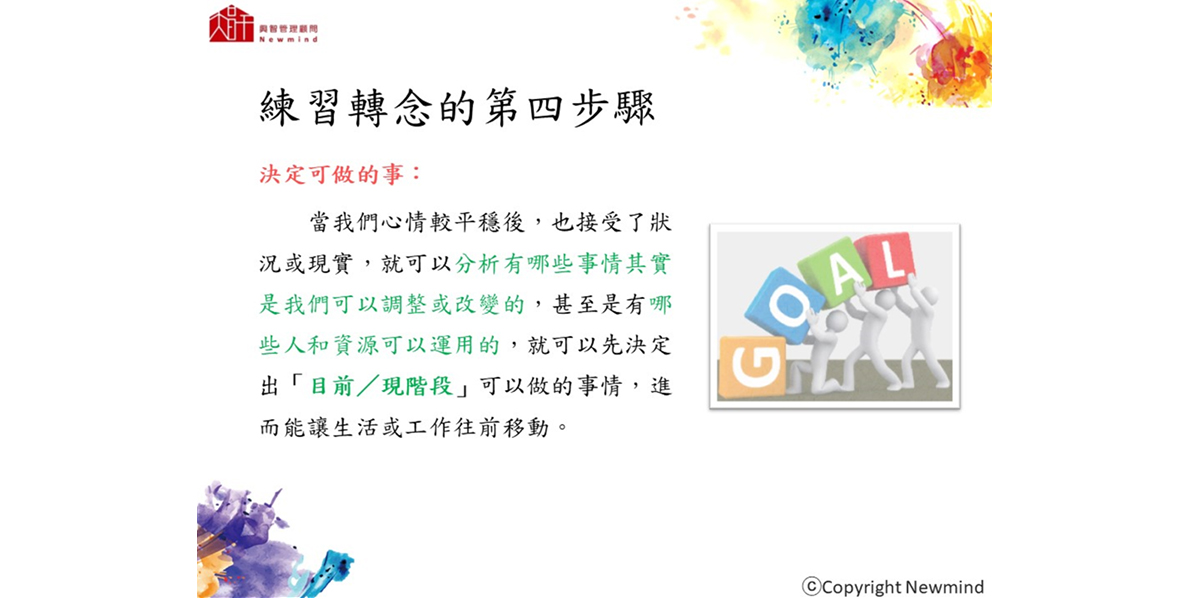 興智管理顧問
Newmind
練習轉念的第四步驟
決定可做的事：
當我們心情較平穩後，也接受了狀
況或現實，就可以分析有哪些事情其實
是我們可以調整或改變的，甚至是有哪
些人和資源可以運用的，就可以先決定
出「目前／現階段」可以做的事情，進
而能讓生活或工作往前移動。
GOAL
ⓒCopyright Newmind